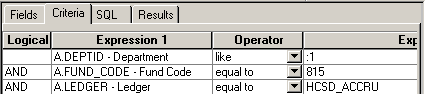 Fields Criteria SQL Results
Logical Expression 1 Operator Exp
A.DEPTID - Department like :1
AND A.FUND_CODE - Fund Code equal to 815
AND A.LEDGER - Ledger equal to HCSD_ACCRU